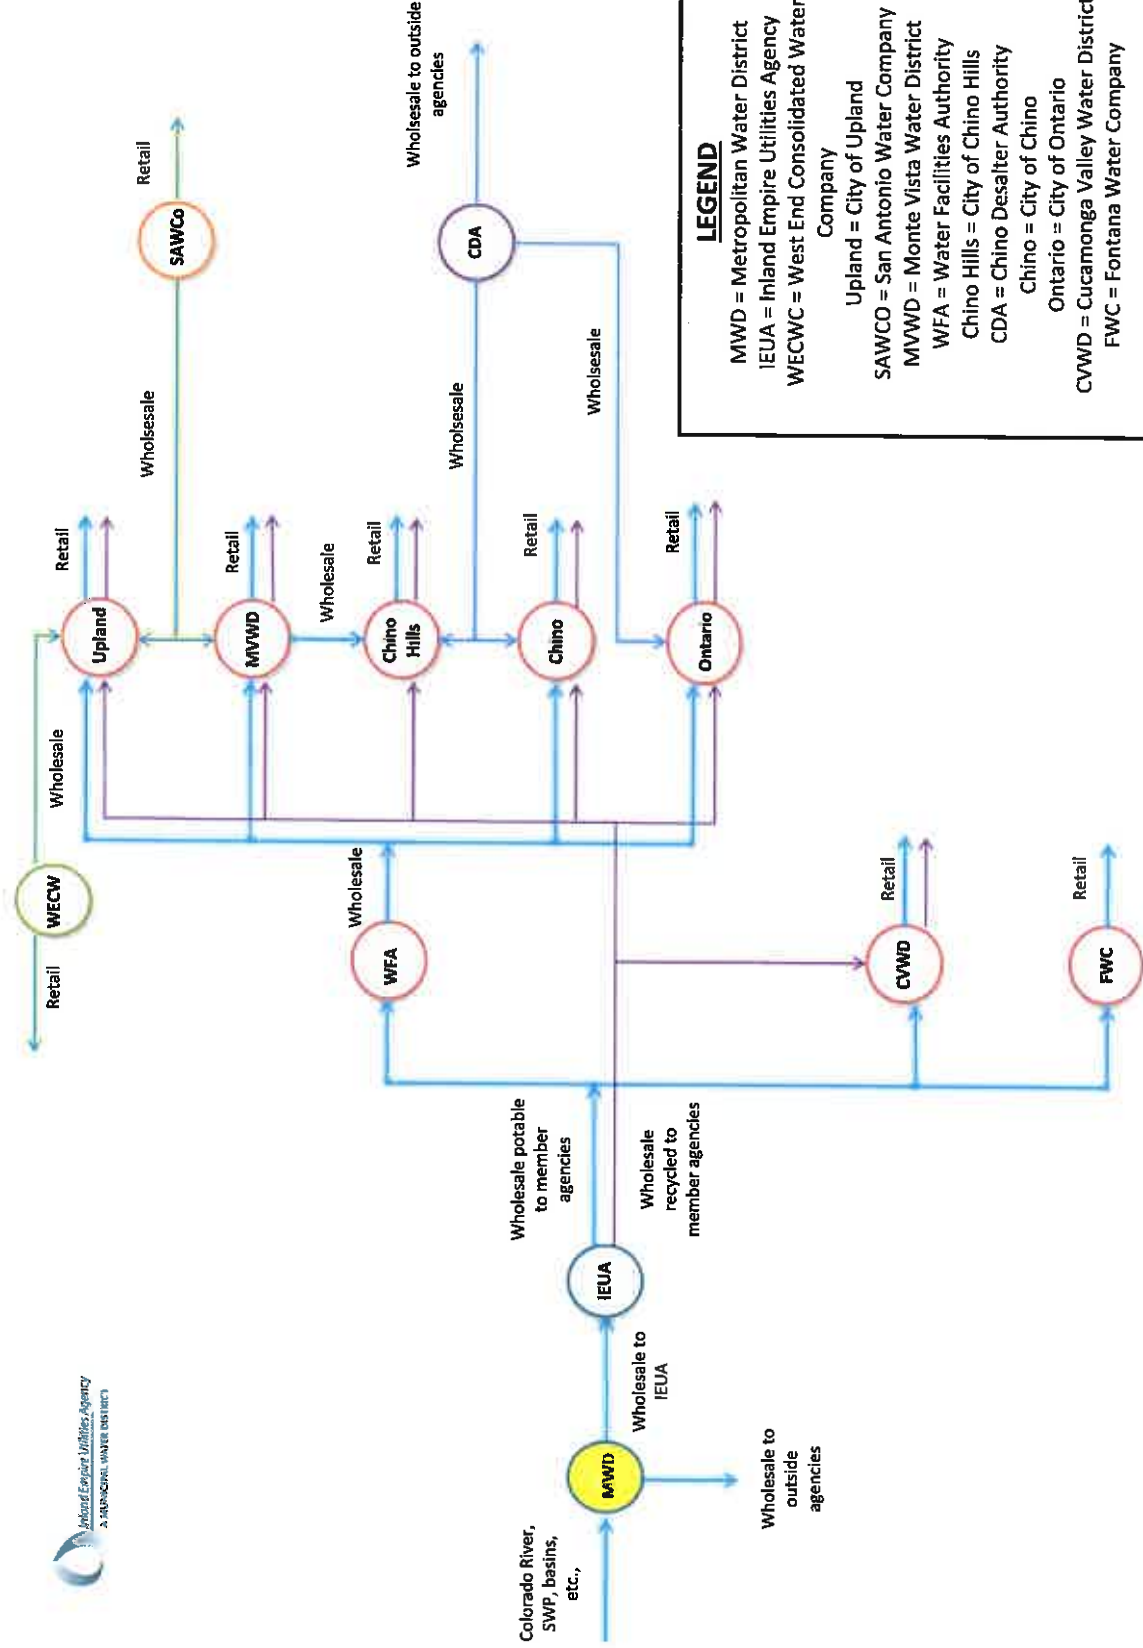 Inland Empire Utilities Agency
A MUNICIPAL WATER DISTRICT
Colorado River,
SWP, basins,
etc.,
MWD
Wholesale to
outside
agencies
Wholesale to
IEUA
IEUA
Wholesale potable
to member
agencies
Wholesale
recycled to
member agencies
WFA
Wholesale
CVWD
Retail
FWC
Retail
Retail
WECW
Wholesale
Upland
Retail
MVWD
Retail
Wholesale
Chino
Hills
Retail
Chino
Retail
Ontario
Retail
Wholsesale
SAWCo
Retail
Wholsesale
CDA
Wholsesale
Wholsesale to outside
agencies
LEGEND
MWD = Metropolitan Water District
IEUA = Inland Empire Utilities Agency
WECWC = West End Consolidated Water
Company
Upland = City of Upland
SAWCO = San Antonio Water Company
MVWD = Monte Vista Water District
WFA = Water Facilities Authority
Chino Hills = City of Chino Hills
CDA = Chino Desalter Authority
Chino = City of Chino
Ontario = City of Ontario
CVWD = Cucamonga Valley Water District
FWC = Fontana Water Company